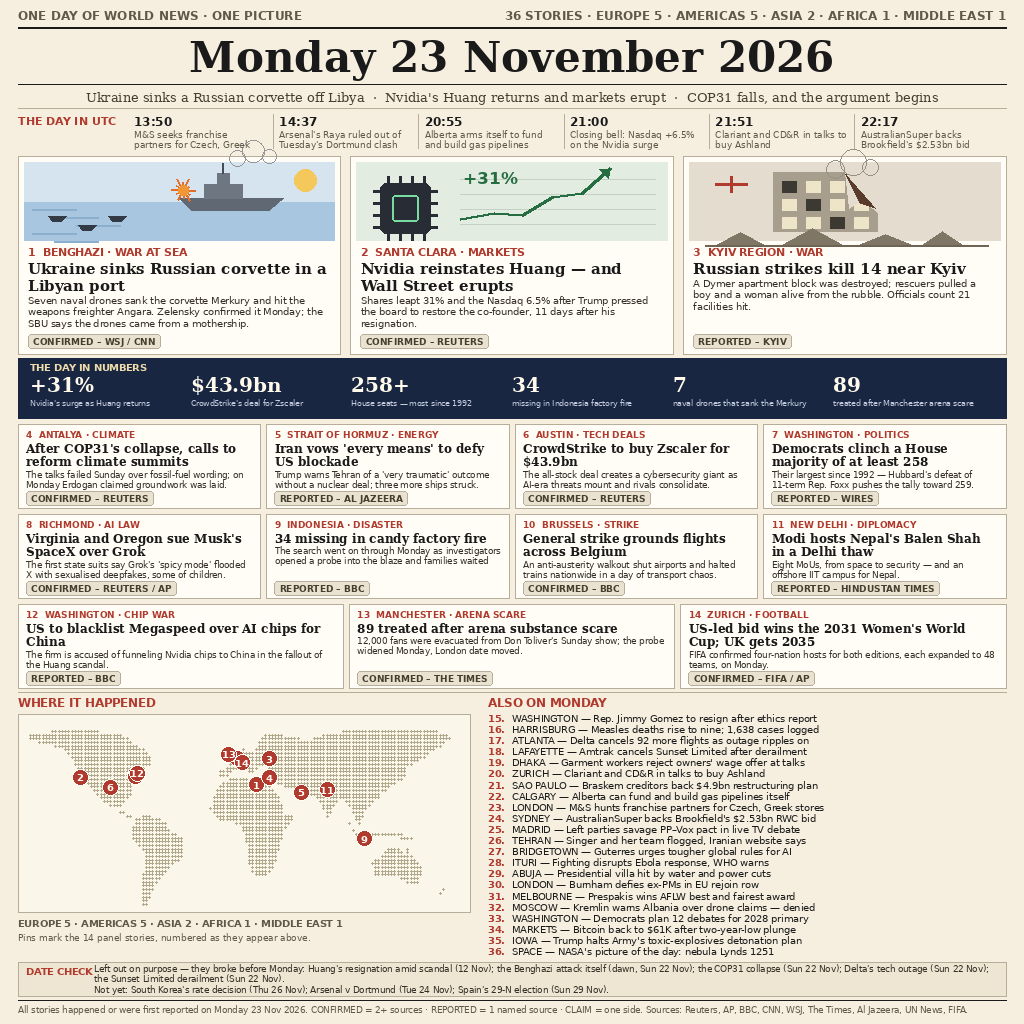 ONE DAY OF WORLD NEWS · ONE PICTURE
36 STORIES · EUROPE 5 · AMERICAS 5 · ASIA 2 · AFRICA 1 · MIDDLE EAST 1
Monday 23 November 2026
Ukraine sinks a Russian corvette off Libya · Nvidia's Huang returns and markets erupt · COP31 falls, and the argument begins
THE DAY IN UTC
13:50
M&S seeks franchise
partners for Czech, Greek
14:37
Arsenal's Raya ruled out of
Tuesday's Dortmund clash
20:55
Alberta arms itself to fund
and build gas pipelines
21:00
Closing bell: Nasdaq +6.5%
on the Nvidia surge
21:51
Clariant and CD&R in talks to
buy Ashland
22:17
AustralianSuper backs
Brookfield's $2.53bn bid
1 BENGHAZI · WAR AT SEA
Ukraine sinks Russian corvette in a
Libyan port
Seven naval drones sank the corvette Merkury and hit the
weapons freighter Angara. Zelensky confirmed it Monday; the
SBU says the drones came from a mothership.
CONFIRMED – WSJ / CNN
+31%
2 SANTA CLARA · MARKETS
Nvidia reinstates Huang — and
Wall Street erupts
Shares leapt 31% and the Nasdaq 6.5% after Trump pressed
the board to restore the co-founder, 11 days after his
resignation.
CONFIRMED – REUTERS
3 KYIV REGION · WAR
Russian strikes kill 14 near Kyiv
A Dymer apartment block was destroyed; rescuers pulled a
boy and a woman alive from the rubble. Officials count 21
facilities hit.
REPORTED – KYIV
THE DAY IN NUMBERS
+31%
Nvidia's surge as Huang returns
$43.9bn
CrowdStrike's deal for Zscaler
258+
House seats — most since 1992
34
missing in Indonesia factory fire
7
naval drones that sank the Merkury
89
treated after Manchester arena scare
4 ANTALYA · CLIMATE
After COP31's collapse, calls to
reform climate summits
The talks failed Sunday over fossil-fuel wording; on
Monday Erdogan claimed groundwork was laid.
CONFIRMED – REUTERS
5 STRAIT OF HORMUZ · ENERGY
Iran vows 'every means' to defy
US blockade
Trump warns Tehran of a 'very traumatic' outcome
without a nuclear deal; three more ships struck.
REPORTED – AL JAZEERA
6 AUSTIN · TECH DEALS
CrowdStrike to buy Zscaler for
$43.9bn
The all-stock deal creates a cybersecurity giant as
AI-era threats mount and rivals consolidate.
CONFIRMED – REUTERS
7 WASHINGTON · POLITICS
Democrats clinch a House
majority of at least 258
Their largest since 1992 — Hubbard's defeat of
11-term Rep. Foxx pushes the tally toward 259.
REPORTED – WIRES
8 RICHMOND · AI LAW
Virginia and Oregon sue Musk's
SpaceX over Grok
The first state suits say Grok's 'spicy mode' flooded
X with sexualised deepfakes, some of children.
CONFIRMED – REUTERS / AP
9 INDONESIA · DISASTER
34 missing in candy factory fire
The search went on through Monday as investigators
opened a probe into the blaze and families waited
REPORTED – BBC
10 BRUSSELS · STRIKE
General strike grounds flights
across Belgium
An anti-austerity walkout shut airports and halted
trains nationwide in a day of transport chaos.
CONFIRMED – BBC
11 NEW DELHI · DIPLOMACY
Modi hosts Nepal's Balen Shah
in a Delhi thaw
Eight MoUs, from space to security — and an
offshore IIT campus for Nepal.
REPORTED – HINDUSTAN TIMES
12 WASHINGTON · CHIP WAR
US to blacklist Megaspeed over AI chips for
China
The firm is accused of funneling Nvidia chips to China in the fallout of
the Huang scandal.
REPORTED – BBC
13 MANCHESTER · ARENA SCARE
89 treated after arena substance scare
12,000 fans were evacuated from Don Toliver's Sunday show; the probe
widened Monday, London date moved.
CONFIRMED – THE TIMES
14 ZURICH · FOOTBALL
US-led bid wins the 2031 Women's World
Cup; UK gets 2035
FIFA confirmed four-nation hosts for both editions, each expanded to 48
teams, on Monday.
CONFIRMED – FIFA / AP
WHERE IT HAPPENED
13
14
3
2
12
6
1
4
5
11
9
EUROPE 5 · AMERICAS 5 · ASIA 2 · AFRICA 1 · MIDDLE EAST 1
Pins mark the 14 panel stories, numbered as they appear above.
ALSO ON MONDAY
15. WASHINGTON — Rep. Jimmy Gomez to resign after ethics report
16. HARRISBURG — Measles deaths rise to nine; 1,638 cases logged
17. ATLANTA — Delta cancels 92 more flights as outage ripples on
18. LAFAYETTE — Amtrak cancels Sunset Limited after derailment
19. DHAKA — Garment workers reject owners' wage offer at talks
20. ZURICH — Clariant and CD&R in talks to buy Ashland
21. SAO PAULO — Braskem creditors back $4.9bn restructuring plan
22. CALGARY — Alberta can fund and build gas pipelines itself
23. LONDON — M&S hunts franchise partners for Czech, Greek stores
24. SYDNEY — AustralianSuper backs Brookfield's $2.53bn RWC bid
25. MADRID — Left parties savage PP–Vox pact in live TV debate
26. TEHRAN — Singer and her team flogged, Iranian website says
27. BRIDGETOWN — Guterres urges tougher global rules for AI
28. ITURI — Fighting disrupts Ebola response, WHO warns
29. ABUJA — Presidential villa hit by water and power cuts
30. LONDON — Burnham defies ex-PMs in EU rejoin row
31. MELBOURNE — Prespakis wins AFLW best and fairest award
32. MOSCOW — Kremlin warns Albania over drone claims — denied
33. WASHINGTON — Democrats plan 12 debates for 2028 primary
34. MARKETS — Bitcoin back to $61K after two-year-low plunge
35. IOWA — Trump halts Army's toxic-explosives detonation plan
36. SPACE — NASA's picture of the day: nebula Lynds 1251
DATE CHECK
Left out on purpose — they broke before Monday: Huang's resignation amid scandal (12 Nov); the Benghazi attack itself (dawn, Sun 22 Nov); the COP31 collapse (Sun 22 Nov); Delta's tech outage (Sun 22 Nov);
the Sunset Limited derailment (Sun 22 Nov).
Not yet: South Korea's rate decision (Thu 26 Nov); Arsenal v Dortmund (Tue 24 Nov); Spain's 29-N election (Sun 29 Nov).
All stories happened or were first reported on Monday 23 Nov 2026. CONFIRMED = 2+ sources · REPORTED = 1 named source · CLAIM = one side. Sources: Reuters, AP, BBC, CNN, WSJ, The Times, Al Jazeera, UN News, FIFA.